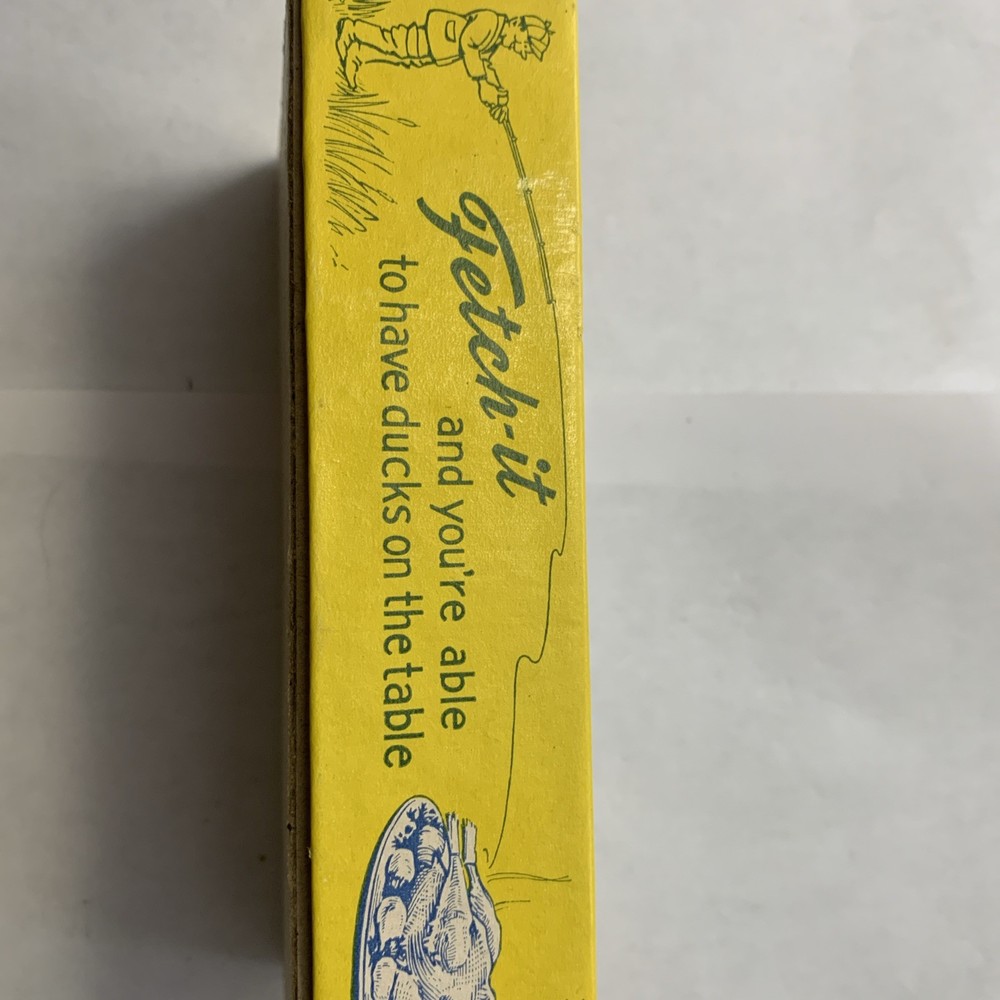 Fetch-it
and you're able
to have ducks on the table